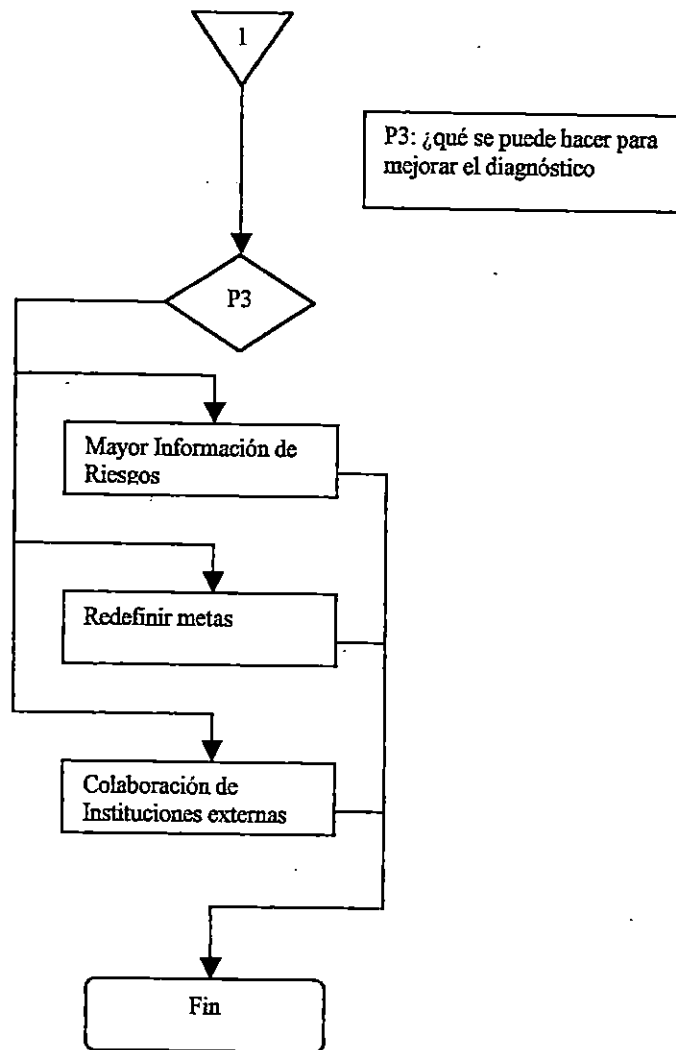 1
P3: ¿qué se puede hacer para
mejorar el diagnóstico
P3
Mayor Información de
Riesgos
Redefinir metas
Colaboración de
Instituciones externas
Fin